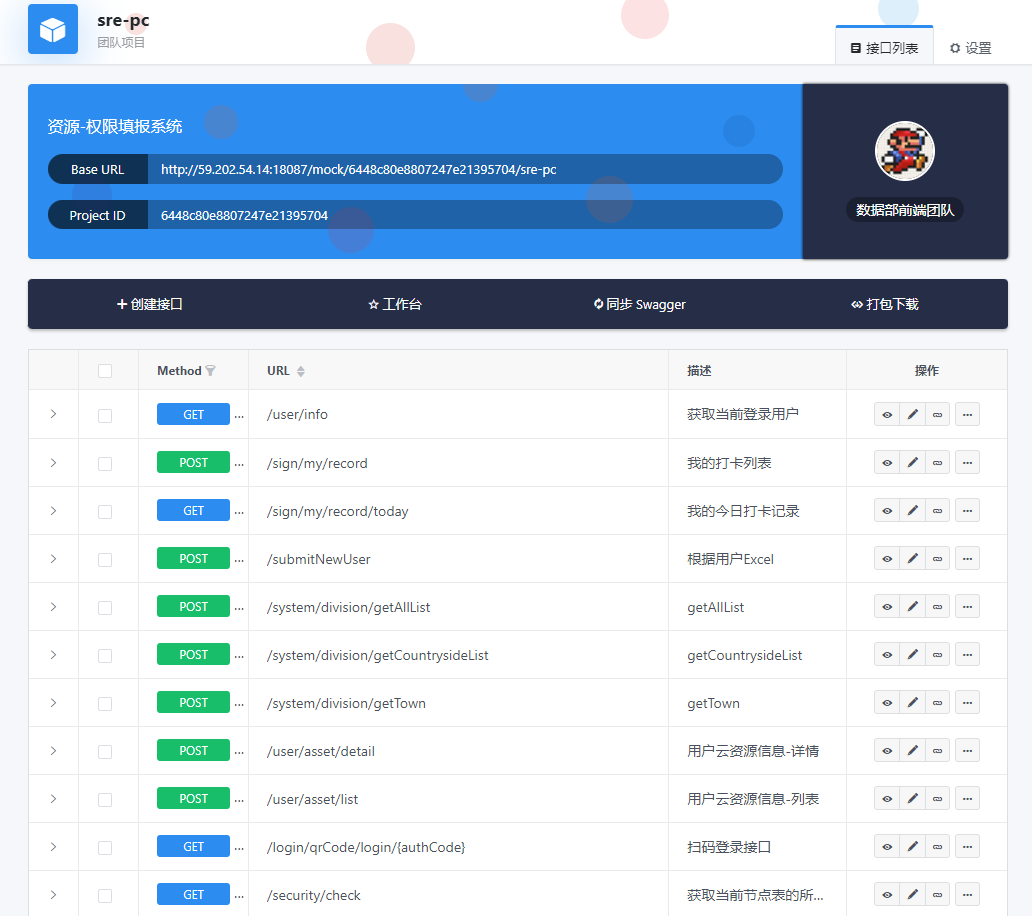 sre-pc
团队项目
接口列表 设置
资源-权限填报系统
Base URL http://59.202.54.14:18087/mock/6448c80e8807247e21395704/sre-pc
Project ID 6448c80e8807247e21395704
数据部前端团队
创建接口 工作台 同步 Swagger 打包下载
Method URL 描述 操作
GET ... /user/info 获取当前登录用户
POST ... /sign/my/record 我的打卡列表
GET ... /sign/my/record/today 我的今日打卡记录
POST ... /submitNewUser 根据用户Excel
POST ... /system/division/getAllList getAllList
POST ... /system/division/getCountrysideList getCountrysideList
POST ... /system/division/getTown getTown
POST ... /user/asset/detail 用户云资源信息-详情
POST ... /user/asset/list 用户云资源信息-列表
GET ... /login/qrCode/login/{authCode} 扫码登录接口
GET ... /security/check 获取当前节点表的所...